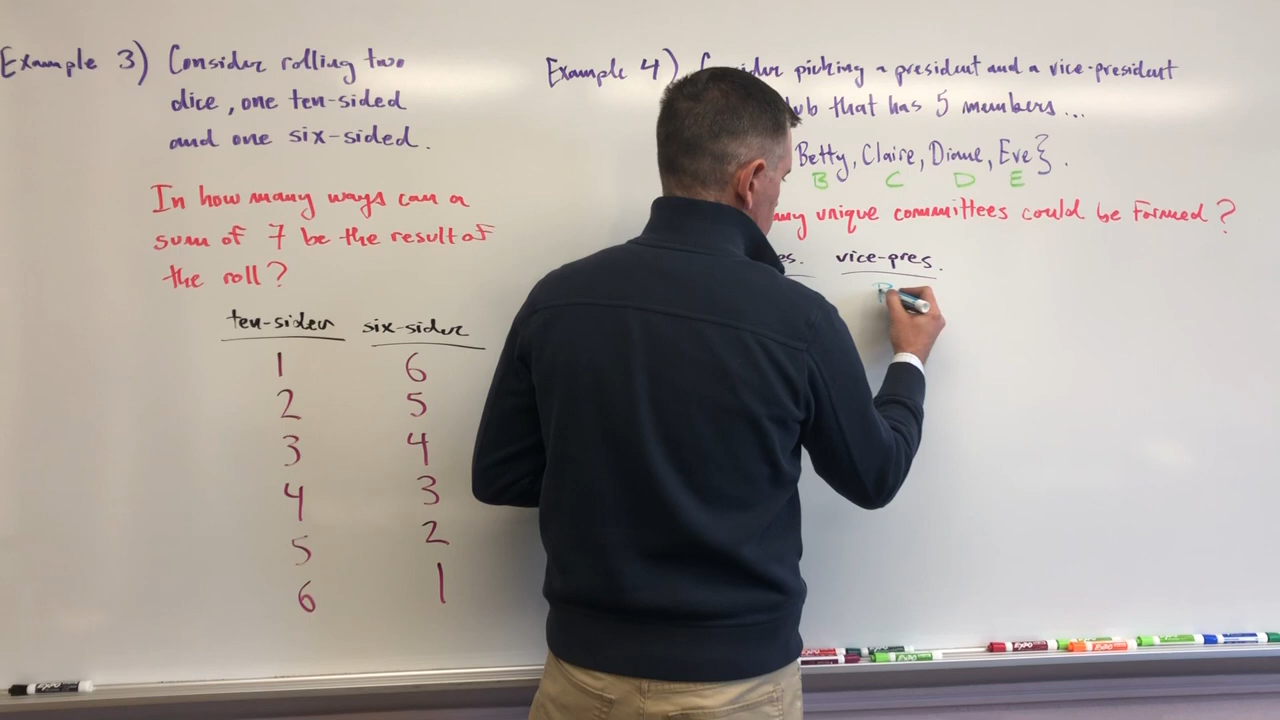 Example 3) Consider rolling two
dice, one ten-sided
and one six-sided.
In how many ways can a
sum of 7 be the result of
the roll?
ten-sider six-sider
1 6
2 5
3 4
4 3
5 2
6 1
Example 4) picking a president and a vice-president
that has 5 members...
Betty, Claire, Diane, Eve}.
B C D E
unique committees could be formed?
vice-pres.
EXPO